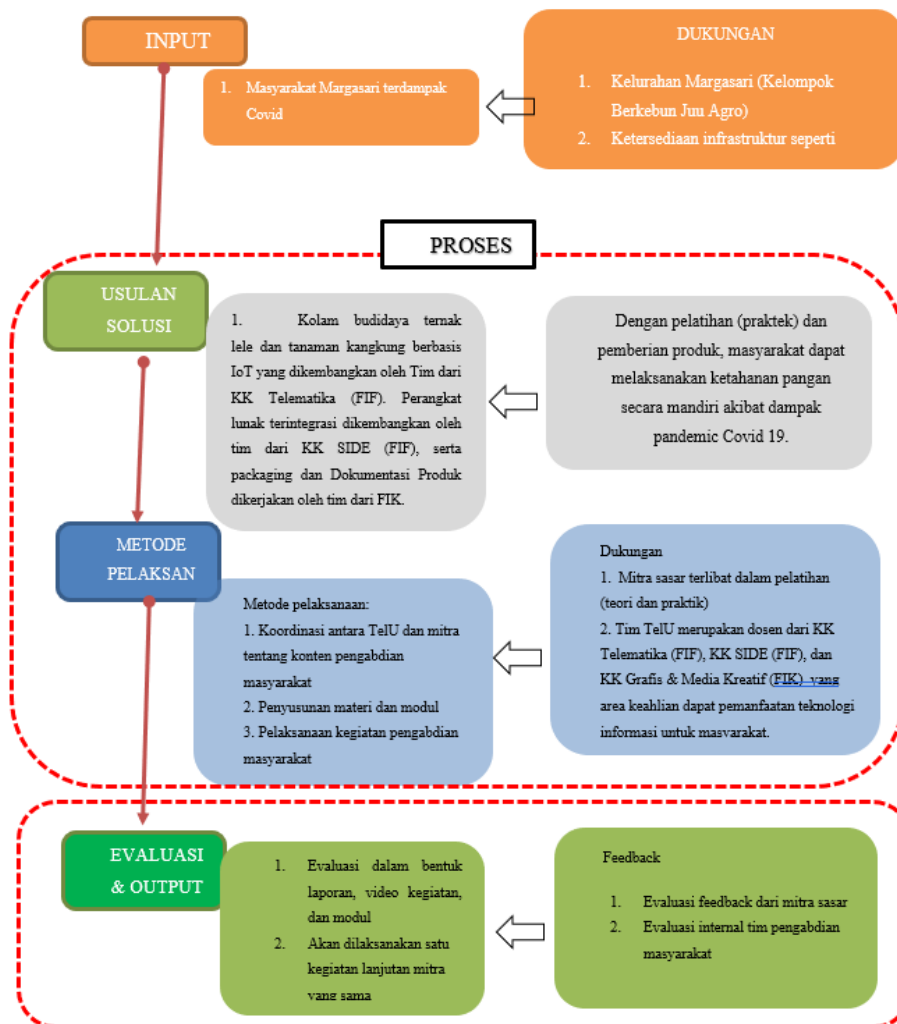 INPUT
DUKUNGAN
1. Kelurahan Margasari (Kelompok
Berkebun Juu Agro)
2. Ketersediaan infrastruktur seperti
1. Masyarakat Margasari terdampak
Covid
PROSES
USULAN
SOLUSI
1. Kolam budidaya ternak
lele dan tanaman kangkung berbasis
IoT yang dikembangkan oleh Tim dari
KK Telematika (FIF). Perangkat
lunak terintegrasi dikembangkan oleh
tim dari KK SIDE (FIF), serta
packaging dan Dokumentasi Produk
dikerjakan oleh tim dari FIK.
Dengan pelatihan (praktek) dan
pemberian produk, masyarakat dapat
melaksanakan ketahanan pangan
secara mandiri akibat dampak
pandemic Covid 19.
METODE
PELAKSAN
Metode pelaksanaan:
1. Koordinasi antara TelU dan mitra
tentang konten pengabdian
masyarakat
2. Penyusunan materi dan modul
3. Pelaksanaan kegiatan pengabdian
masyarakat
Dukungan
1. Mitra sasar terlibat dalam pelatihan
(teori dan praktik)
2. Tim TelU merupakan dosen dari KK
Telematika (FIF), KK SIDE (FIF), dan
KK Grafis & Media Kreatif (FIK) yang
area keahlian dapat pemanfaatan teknologi
informasi untuk masyarakat.
EVALUASI
& OUTPUT
1. Evaluasi dalam bentuk
laporan, video kegiatan,
dan modul
2. Akan dilaksanakan satu
kegiatan lanjutan mitra
yang sama
Feedback
1. Evaluasi feedback dari mitra sasar
2. Evaluasi internal tim pengabdian
masyarakat